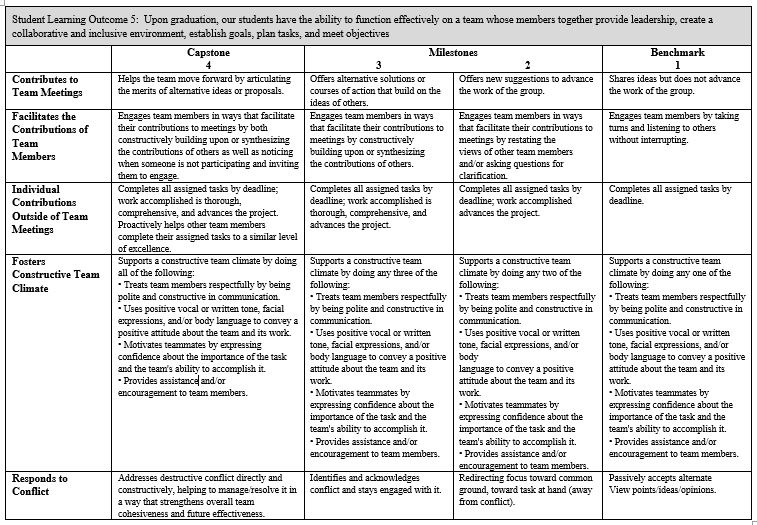 Student Learning Outcome 5:  Upon graduation, our students have the ability to function effectively on a team whose members together provide leadership, create a
collaborative and inclusive environment, establish goals, plan tasks, and meet objectives
Capstone
4
Milestones
3
2
Benchmark
1
Contributes to
Team Meetings
Helps the team move forward by articulating
the merits of alternative ideas or proposals.
Offers alternative solutions or
courses of action that build on the
ideas of others.
Offers new suggestions to advance
the work of the group.
Shares ideas but does not advance
the work of the group.
Facilitates the
Contributions of
Team
Members
Engages team members in ways that facilitate
their contributions to meetings by both
constructively building upon or synthesizing
the contributions of others as well as noticing
when someone is not participating and inviting
them to engage.
Engages team members in ways
that facilitate their contributions to
meetings by constructively
building upon or synthesizing
the contributions of others.
Engages team members in ways
that facilitate their contributions to
meetings by restating the
views of other team members
and/or asking questions for
clarification.
Engages team members by taking
turns and listening to others
without interrupting.
Individual
Contributions
Outside of Team
Meetings
Completes all assigned tasks by deadline;
work accomplished is thorough,
comprehensive, and advances the project.
Proactively helps other team members
complete their assigned tasks to a similar level
of excellence.
Completes all assigned tasks by
deadline; work accomplished is
thorough, comprehensive, and
advances the project.
Completes all assigned tasks by
deadline; work accomplished
advances the project.
Completes all assigned tasks by
deadline.
Fosters
Constructive Team
Climate
Supports a constructive team climate by doing
all of the following:
• Treats team members respectfully by being
polite and constructive in communication.
• Uses positive vocal or written tone, facial
expressions, and/or body language to convey a
positive attitude about the team and its work.
• Motivates teammates by expressing
confidence about the importance of the task
and the team's ability to accomplish it.
• Provides assistance and/or
encouragement to team members.
Supports a constructive team
climate by doing any three of the
following:
• Treats team members respectfully
by being polite and constructive in
communication.
• Uses positive vocal or written
tone, facial expressions, and/or
body language to convey a positive
attitude about the team and its
work.
• Motivates teammates by
expressing confidence about the
importance of the task and the
team's ability to accomplish it.
• Provides assistance and/or
encouragement to team members.
Supports a constructive team
climate by doing any two of the
following:
• Treats team members respectfully
by being polite and constructive in
communication.
• Uses positive vocal or written
tone, facial expressions, and/or
body
language to convey a positive
attitude about the team and its
work.
• Motivates teammates by
expressing confidence about the
importance of the task and the
team's ability to accomplish it.
• Provides assistance and/or
encouragement to team members.
Supports a constructive team
climate by doing any one of the
following:
• Treats team members respectfully
by being polite and constructive in
communication.
• Uses positive vocal or written
tone, facial expressions, and/or
body language to convey a positive
attitude about the team and its
work.
• Motivates teammates by
expressing confidence about the
importance of the task and the
team's ability to accomplish it.
• Provides assistance and/or
encouragement to team members.
Responds to
Conflict
Addresses destructive conflict directly and
constructively, helping to manage/resolve it in
a way that strengthens overall team
cohesiveness and future effectiveness.
Identifies and acknowledges
conflict and stays engaged with it.
Redirecting focus toward common
ground, toward task at hand (away
from conflict).
Passively accepts alternate
View points/ideas/opinions.